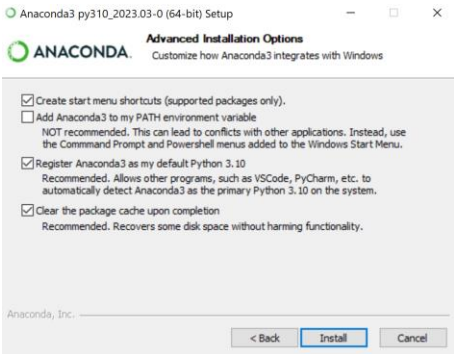 Anaconda3 py310_2023.03-0 (64-bit) Setup
ANACONDA.
Advanced Installation Options
Customize how Anaconda3 integrates with Windows
Create start menu shortcuts (supported packages only).
Add Anaconda3 to my PATH environment variable
NOT recommended. This can lead to conflicts with other applications. Instead, use
the Commmand Prompt and Powershell menus added to the Windows Start Menu.
Register Anaconda3 as my default Python 3.10
Recommended. Allows other programs, such as VSCode, PyCharm, etc. to
automatically detect Anaconda3 as the primary Python 3.10 on the system.
Clear the package cache upon completion
Recommended. Recovers some disk space without harming functionality.
Anaconda, Inc.
< Back
Install
Cancel